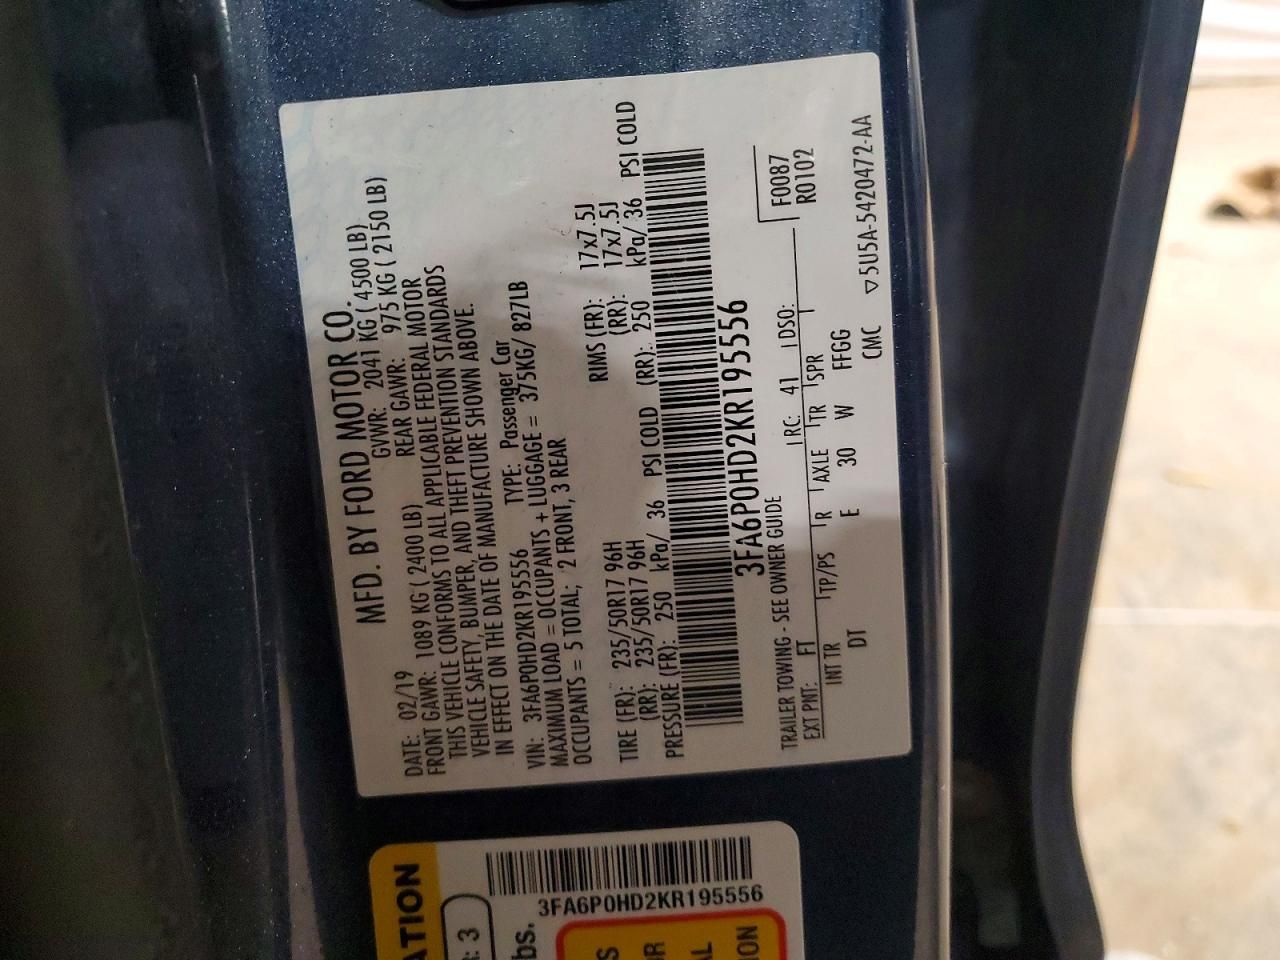 MFD. BY FORD MOTOR CO.
DATE: 02/19 GVWR: 2041 KG ( 4500 LB)
FRONT GAWR: 1089 KG ( 2400 LB) REAR GAWR: 975 KG ( 2150 LB)
THIS VEHICLE CONFORMS TO ALL APPLICABLE FEDERAL MOTOR
VEHICLE SAFETY, BUMPER, AND THEFT PREVENTION STANDARDS
IN EFFECT ON THE DATE OF MANUFACTURE SHOWN ABOVE.
VIN: 3FA6P0HD2KR195556 TYPE: Passenger Car
MAXIMUM LOAD = OCCUPANTS + LUGGAGE = 375KG/ 827LB
OCCUPANTS = 5 TOTAL; 2 FRONT, 3 REAR
RIMS (FR): 17x7.5J
TIRE (FR): 235/50R17 96H (RR): 17x7.5J
(RR): 235/50R17 96H
PRESSURE (FR): 250 kPa/ 36 PSI COLD (RR): 250 kPa/ 36 PSI COLD
3FA6P0HD2KR195556
F0087
R0102
TRAILER TOWING - SEE OWNER GUIDE
EXT PNT: FT RC: 41 DSO:
INT TR TP/PS R AXLE TR SPR
DT E 30 W FFGG
CMC ▽5U5A-5420472-AA
3FA6P0HD2KR195556
ATION
: 3
bs.
S
OR
AL
ION